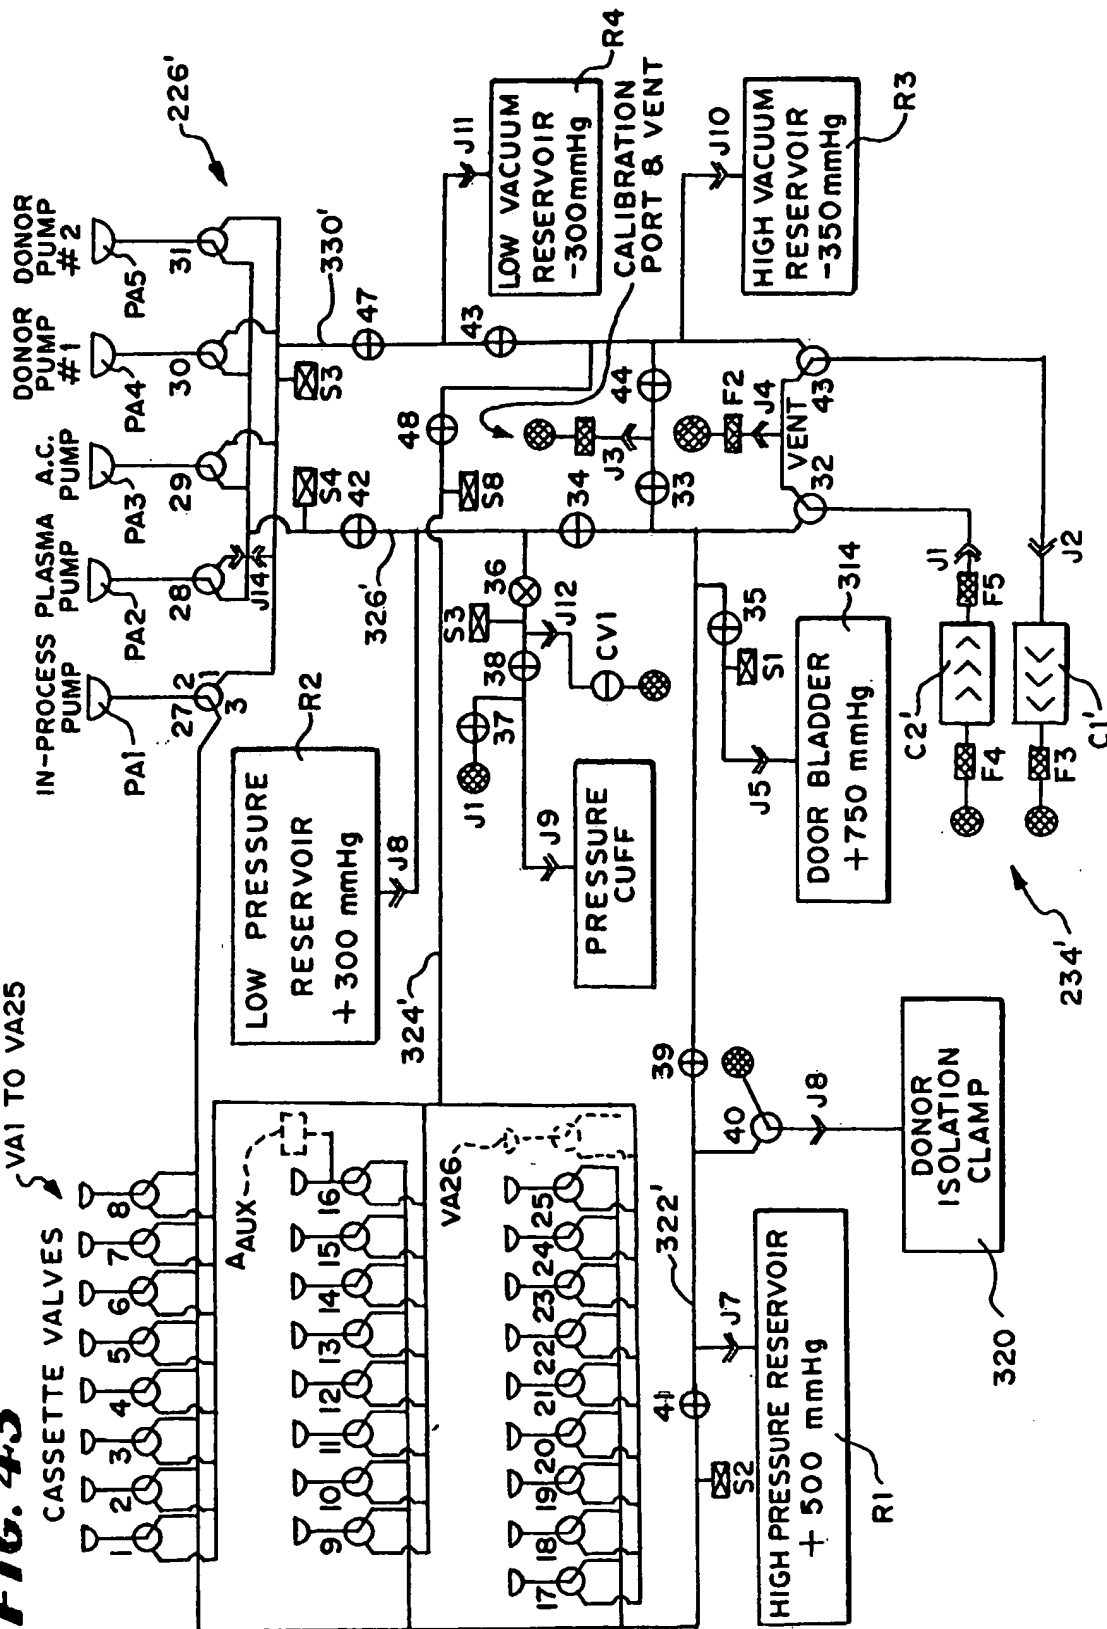 FIG. 43
CASSETTE VALVES
VA1 TO VA25
1
2
3
4
5
6
7
8
AAUX
9
10
11
12
13
14
15
16
VA26
17
18
19
20
21
22
23
24
25
IN-PROCESS
PUMP
PLASMA
PUMP
A.C.
PUMP
DONOR
PUMP
#1
DONOR
PUMP
#2
226'
PA1
PA2
PA3
PA4
PA5
27
2
1
3
28
29
30
31
J14
S4
S3
330'
42
47
326'
R2
LOW PRESSURE
RESERVOIR
+300 mmHg
J8
324'
48
S8
43
J11
LOW VACUUM
RESERVOIR
-300mmHg
R4
CALIBRATION
PORT & VENT
J3
36
34
33
44
S3
38
37
J1
J12
CV1
J9
PRESSURE
CUFF
F2
J4
VENT
32
43
J10
HIGH VACUUM
RESERVOIR
-350mmHg
R3
35
S1
J5
DOOR BLADDER
+750 mmHg
314
J1
F5
C2'
F4
J2
C1'
F3
234'
39
40
J8
DONOR
ISOLATION
CLAMP
320
322'
41
S2
J7
HIGH PRESSURE RESERVOIR
+500 mmHg
R1